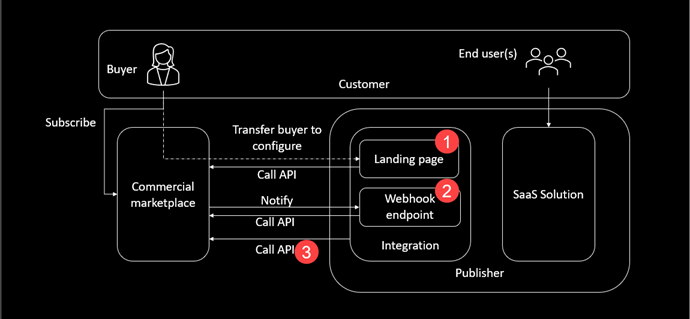 Buyer
End user(s)
Customer
Subscribe
Transfer buyer to
configure
1
Landing page
Call API
Commercial
marketplace
Notify
2
Webhook
endpoint
Call API
SaaS Solution
Integration
Call API
3
Publisher